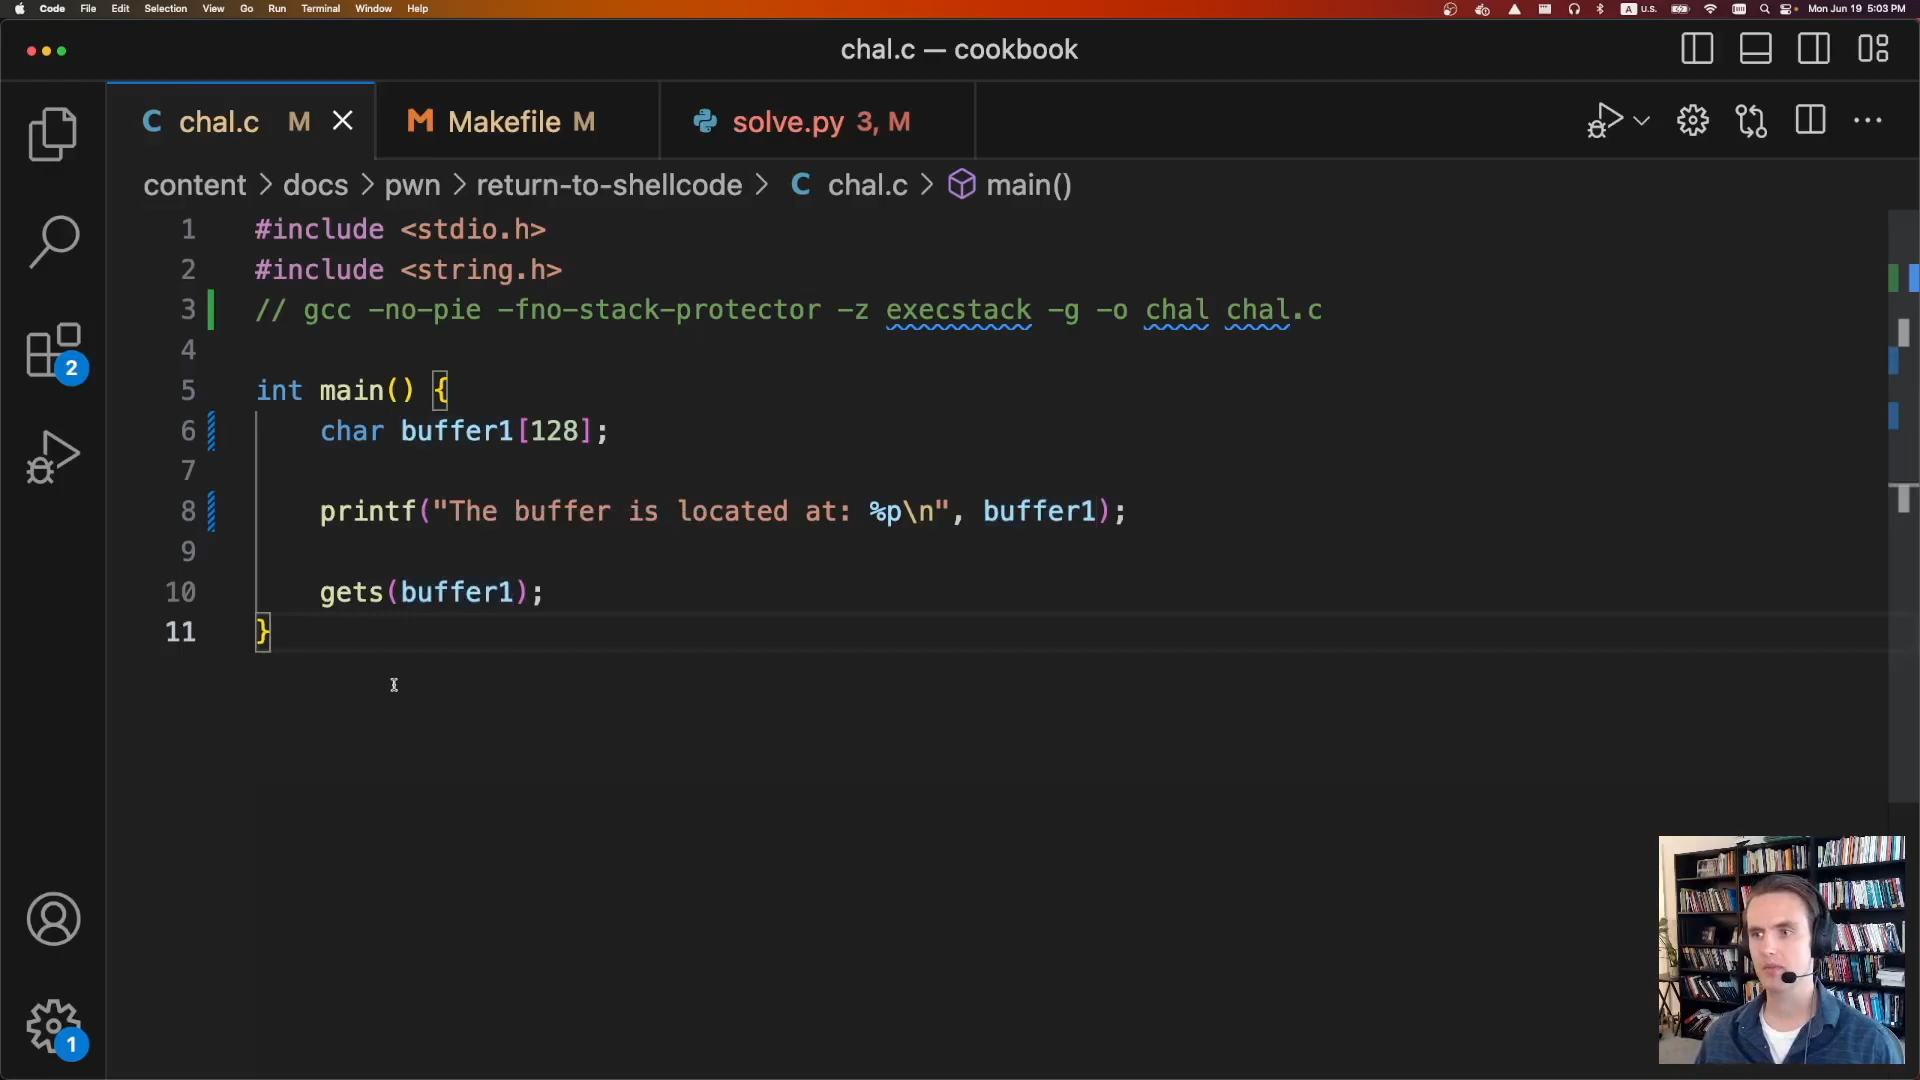 Code File Edit Selection View Go Run Terminal Window Help A U.S. Mon Jun 19 5:03 PM
chal.c — cookbook
C chal.c M Makefile M solve.py 3, M
content > docs > pwn > return-to-shellcode > C chal.c > main()
1 #include <stdio.h>
2 #include <string.h>
3 // gcc -no-pie -fno-stack-protector -z execstack -g -o chal chal.c
4
5 int main() {
6 char buffer1[128];
7
8 printf("The buffer is located at: %p\n", buffer1);
9
10 gets(buffer1);
11 }
2
1